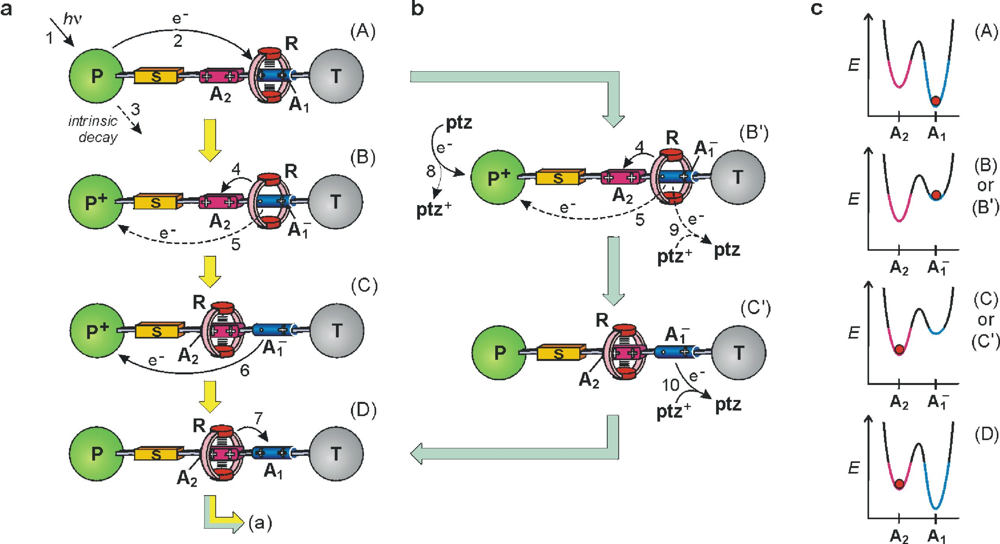 a
hν
1
e⁻
2
(A)
R
P
S
A₂
A₁
T
3
intrinsic
decay
(B)
4
R
P⁺
S
A₂
A₁⁻
T
e⁻
5
(C)
R
P⁺
S
A₂
A₁⁻
T
e⁻
6
(D)
7
R
P
S
A₂
A₁
T
(a)
b
ptz
e⁻
8
ptz⁺
(B')
4
R
A₁⁻
P⁺
S
A₂
T
e⁻
5
9
e⁻
ptz⁺
ptz
(C')
R
A₁⁻
P
S
A₂
T
10
e⁻
ptz⁺
ptz
c
(A)
E
A₂ A₁
(B)
or
(B')
E
A₂ A₁⁻
(C)
or
(C')
E
A₂ A₁⁻
(D)
E
A₂ A₁